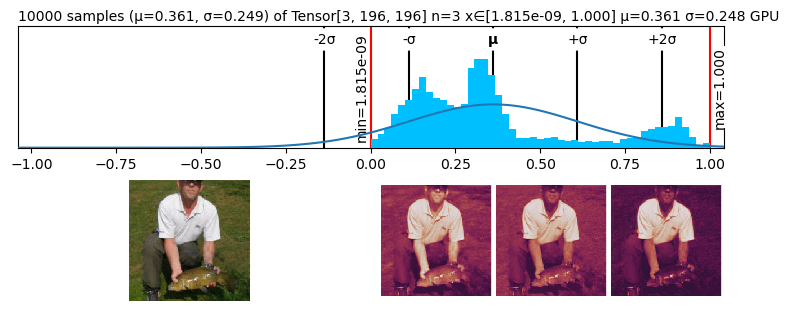 10000 samples (μ=0.361, σ=0.249) of Tensor[3, 196, 196] n=3 x∈[1.815e-09, 1.000] μ=0.361 σ=0.248 GPU
-2σ -σ μ +σ +2σ
min=1.815e-09
max=1.000
−1.00 −0.75 −0.50 −0.25 0.00 0.25 0.50 0.75 1.00